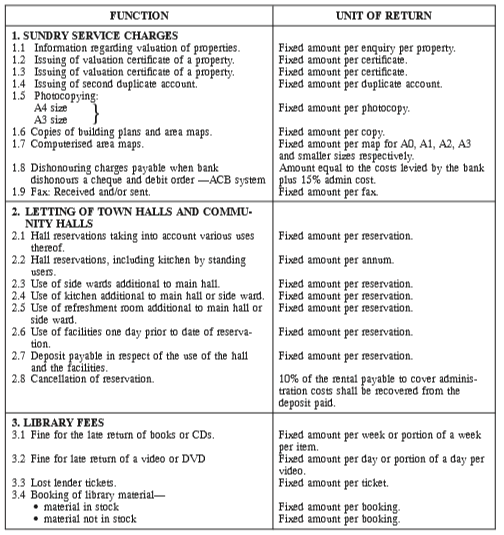 FUNCTION UNIT OF RETURN
1. SUNDRY SERVICE CHARGES
1.1 Information regarding valuation of properties. Fixed amount per enquiry per property.
1.2 Issuing of valuation certificate of a property. Fixed amount per certificate.
1.3 Issuing of valuation certificate of a property. Fixed amount per certificate.
1.4 Issuing of second duplicate account. Fixed amount per duplicate account.
1.5 Photocopying:
A4 size } Fixed amount per photocopy.
A3 size
1.6 Copies of building plans and area maps. Fixed amount per copy.
1.7 Computerised area maps. Fixed amount per map for A0, A1, A2, A3
and smaller sizes respectively.
1.8 Dishonouring charges payable when bank Amount equal to the costs levied by the bank
dishonours a cheque and debit order —ACB system plus 15% admin cost.
1.9 Fax: Received and/or sent. Fixed amount per fax.
2. LETTING OF TOWN HALLS AND COMMU-
NITY HALLS
2.1 Hall reservations taking into account various uses Fixed amount per reservation.
thereof.
2.2 Hall reservations, including kitchen by standing Fixed amount per annum.
users.
2.3 Use of side wards additional to main hall. Fixed amount per reservation.
2.4 Use of kitchen additional to main hall or side ward. Fixed amount per reservation.
2.5 Use of refreshment room additional to main hall or Fixed amount per reservation.
side ward.
2.6 Use of facilities one day prior to date of reserva- Fixed amount per reservation.
tion.
2.7 Deposit payable in respect of the use of the hall Fixed amount per reservation.
and the facilities.
2.8 Cancellation of reservation. 10% of the rental payable to cover adminis-
tration costs shall be recovered from the
deposit paid.
3. LIBRARY FEES
3.1 Fine for the late return of books or CDs. Fixed amount per week or portion of a week
per item.
3.2 Fine for late return of a video or DVD Fixed amount per day or portion of a day per
video.
3.3 Lost lender tickets. Fixed amount per ticket.
3.4 Booking of library material—
• material in stock Fixed amount per booking.
• material not in stock Fixed amount per booking.